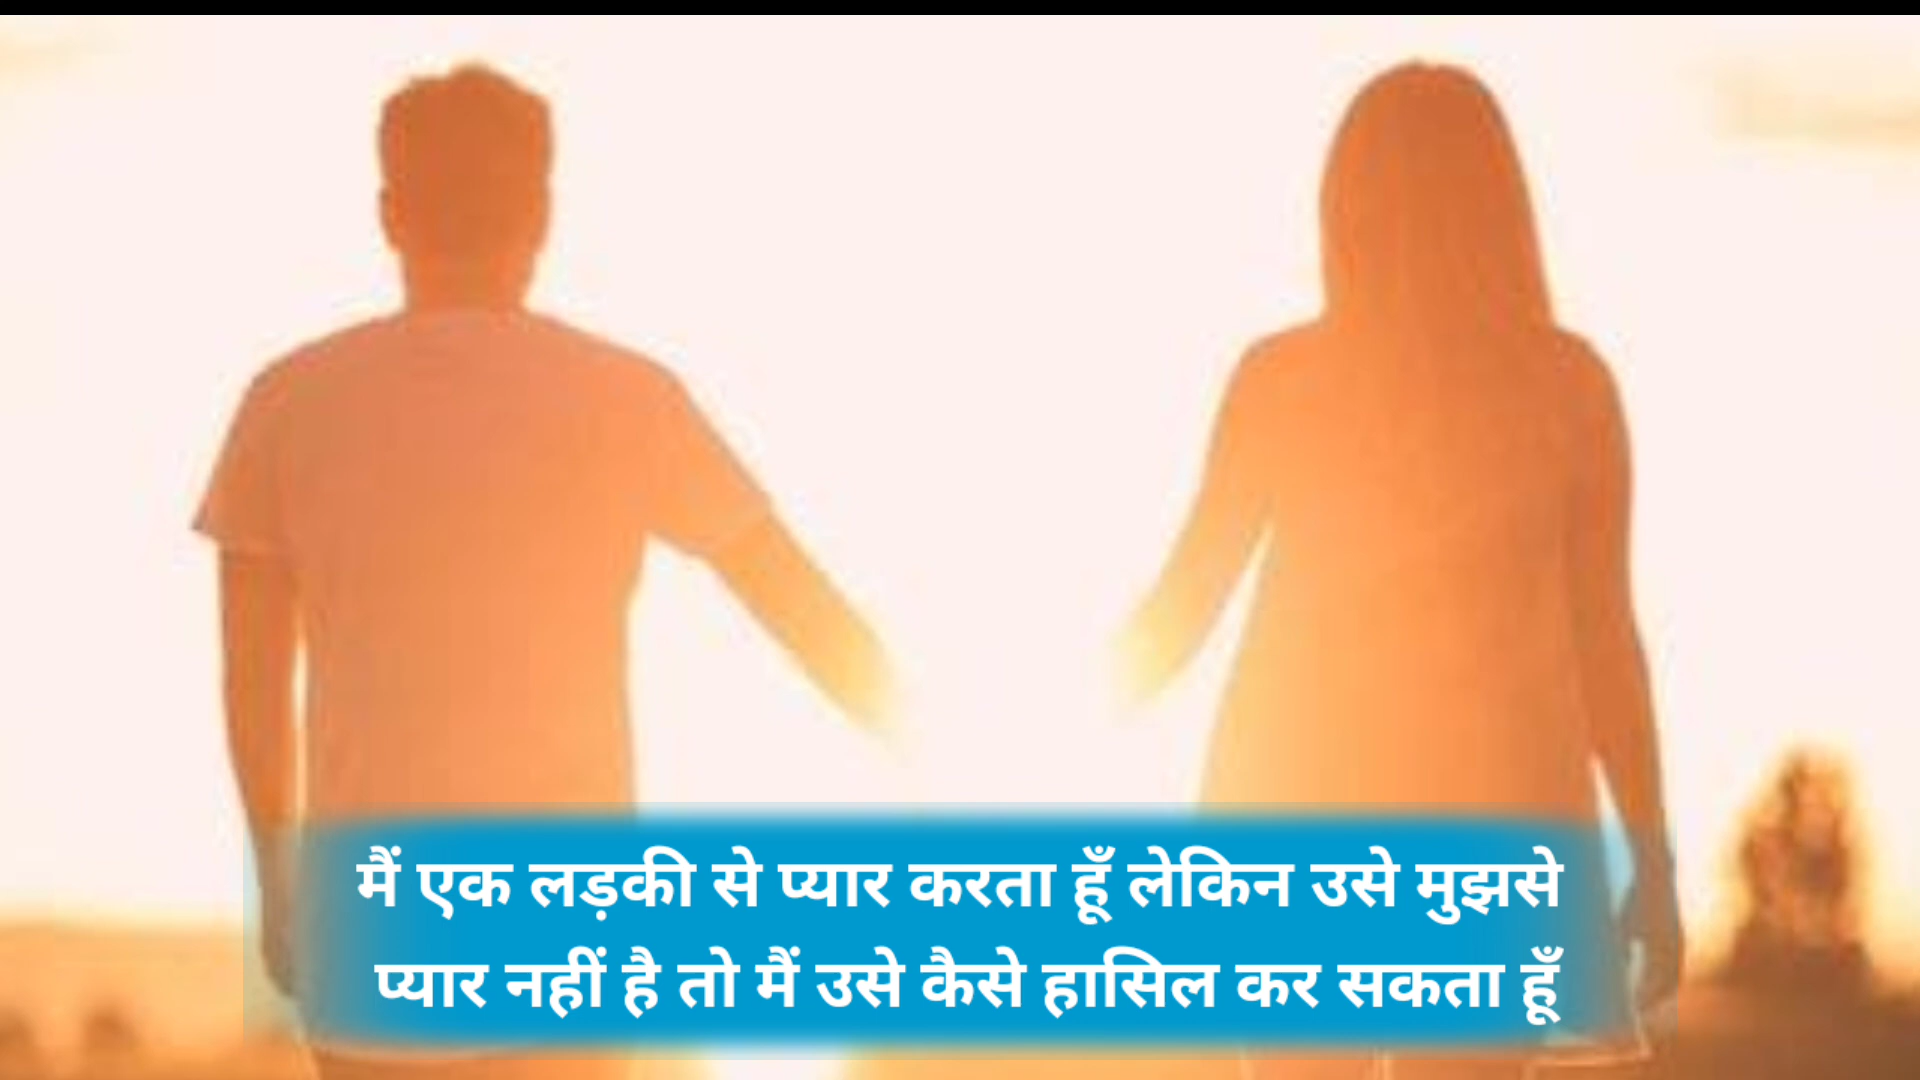 मैं एक लड़की से प्यार करता हूँ लेकिन उसे मुझसे
प्यार नहीं है तो मैं उसे कैसे हासिल कर सकता हूँ